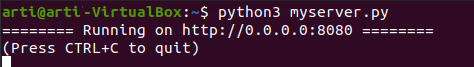 arti@arti-VirtualBox:~$ python3 myserver.py
======== Running on http://0.0.0.0:8080 ========
(Press CTRL+C to quit)